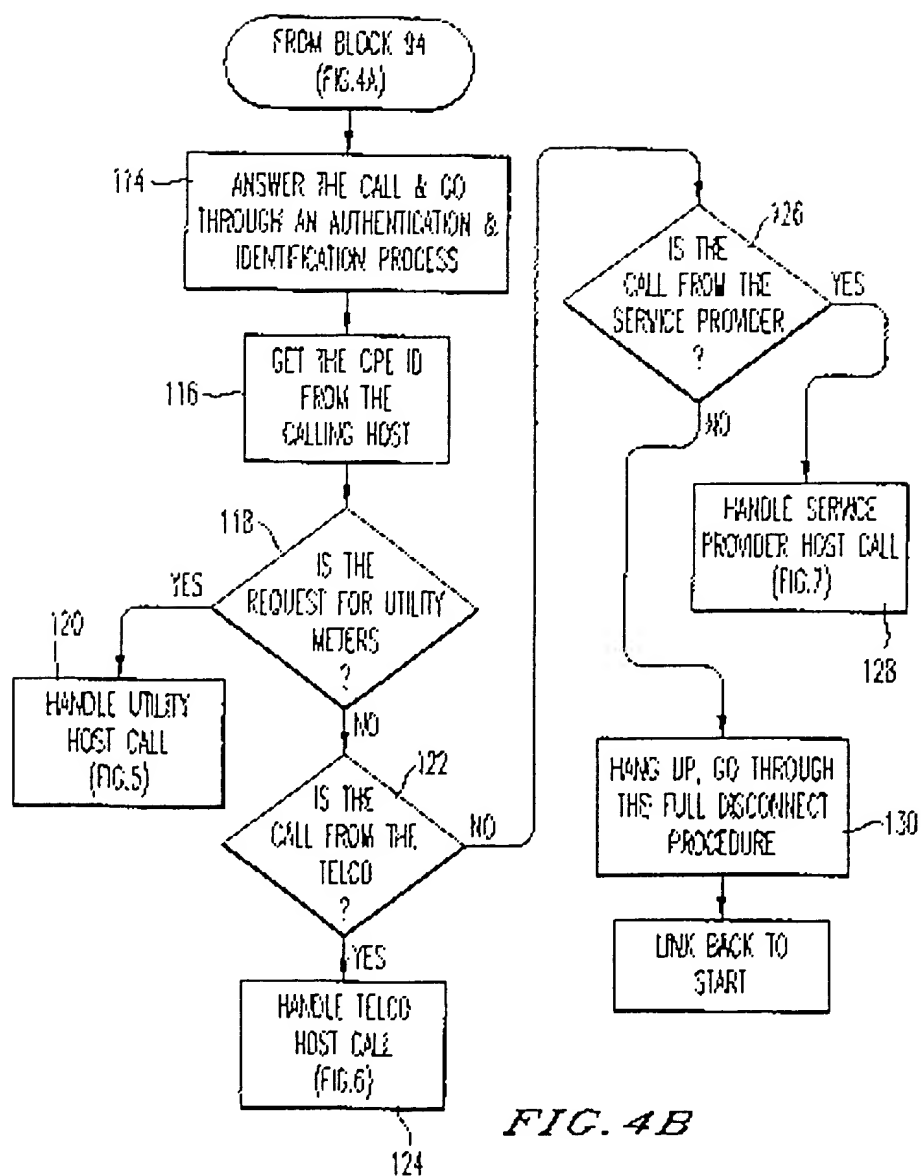 FROM BLOCK 94
(FIG.4A)
114
ANSWER THE CALL & GO
THROUGH AN AUTHENTICATION &
IDENTIFICATION PROCESS
116
GET THE CPE ID
FROM THE
CALLING HOST
118
IS THE
REQUEST FOR UTILITY
METERS
?
YES
120
HANDLE UTILITY
HOST CALL
(FIG.5)
NO
122
IS THE
CALL FROM THE
TELCO
?
NO
YES
HANDLE TELCO
HOST CALL
(FIG.6)
124
126
IS THE
CALL FROM THE
SERVICE PROVIDER
?
YES
NO
HANDLE SERVICE
PROVIDER HOST CALL
(FIG.7)
128
HANG UP, GO THROUGH
THE FULL DISCONNECT
PROCEDURE
130
LINK BACK TO
START
FIG. 4B